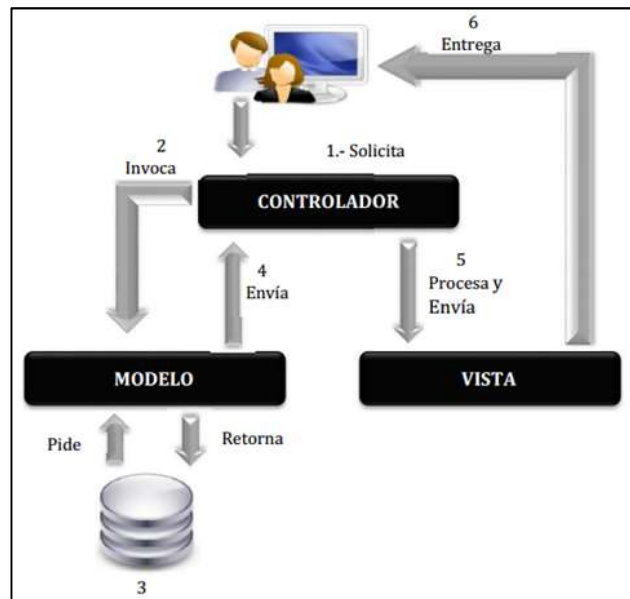 6
Entrega
1.- Solicita
2
Invoca
CONTROLADOR
4
Envía
5
Procesa y
Envía
MODELO
VISTA
Pide
Retorna
3